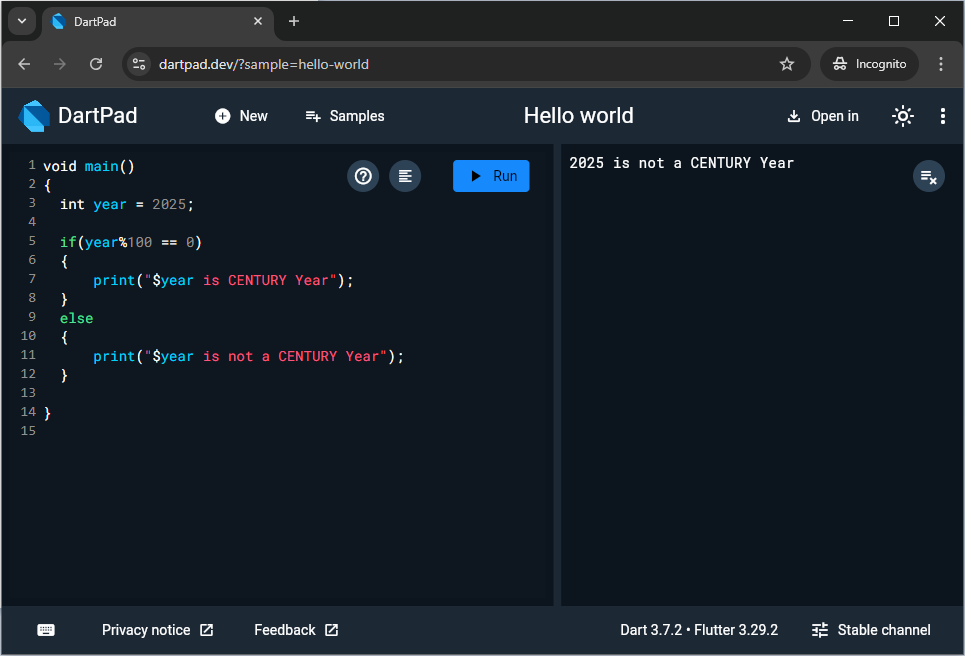 DartPad
dartpad.dev/?sample=hello-world
Incognito
DartPad
New
Samples
Hello world
Open in
1 void main()
2 {
3   int year = 2025;
4
5   if(year%100 == 0)
6   {
7       print("$year is CENTURY Year");
8   }
9   else
10   {
11       print("$year is not a CENTURY Year");
12   }
13
14 }
15
Run
2025 is not a CENTURY Year
Privacy notice
Feedback
Dart 3.7.2 • Flutter 3.29.2
Stable channel